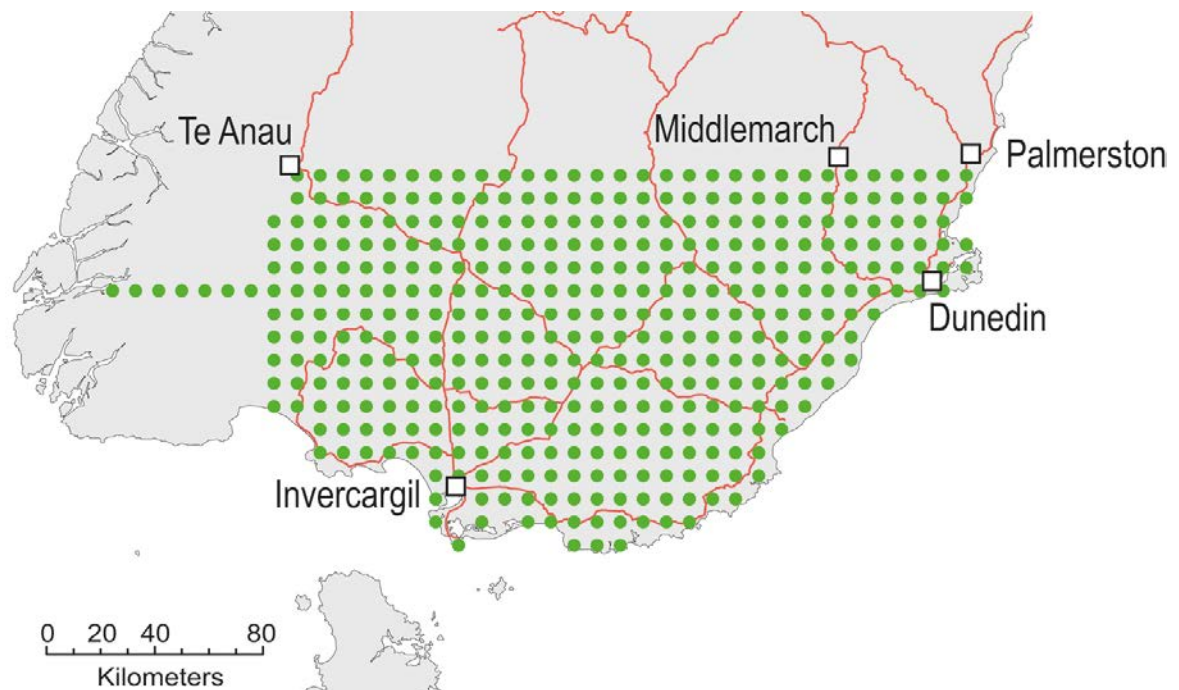 Te Anau
Middlemarch
Palmerston
Dunedin
Invercargil
0 20 40 80
Kilometers